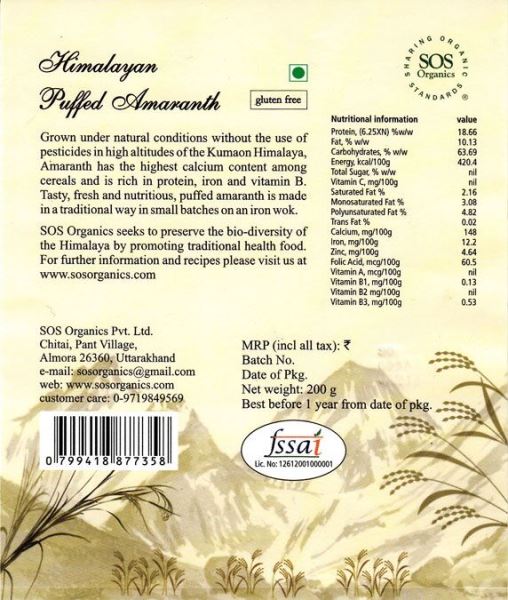 Himalayan
Puffed Amaranth
gluten free
SHARING ORGANIC
SOS
Organics
STANDARDS
®
Grown under natural conditions without the use of
pesticides in high altitudes of the Kumaon Himalaya,
Amaranth has the highest calcium content among
cereals and is rich in protein, iron and vitamin B.
Tasty, fresh and nutritious, puffed amaranth is made
in a traditional way in small batches on an iron wok.
SOS Organics seeks to preserve the bio-diversity of
the Himalaya by promoting traditional health food.
For further information and recipes please visit us at
www.sosorganics.com
Nutritional information value
Protein, (6.25XN) %w/w 18.66
Fat, % w/w 10.13
Carbohydrates, % w/w 63.69
Energy, kcal/100g 420.4
Total Sugar, % w/w nil
Vitamin C, mg/100g nil
Saturated Fat % 2.16
Monosaturated Fat % 3.08
Polyunsaturated Fat % 4.82
Trans Fat % 0.02
Calcium, mg/100g 148
Iron, mg/100g 12.2
Zinc, mg/100g 4.64
Folic Acid, mcg/100g 60.5
Vitamin A, mcg/100g nil
Vitamin B1, mg/100g 0.13
Vitamin B2 mg/100g nil
Vitamin B3, mg/100g 0.53
SOS Organics Pvt. Ltd.
Chitai, Pant Village,
Almora 26360, Uttarakhand
e-mail: sosorganics@gmail.com
web: www.sosorganics.com
customer care: 0-9719849569
0 799418 877358
MRP (incl all tax): ₹
Batch No.
Date of Pkg.
Net weight: 200 g
Best before 1 year from date of pkg.
fssai
Lic. No: 12612001000001